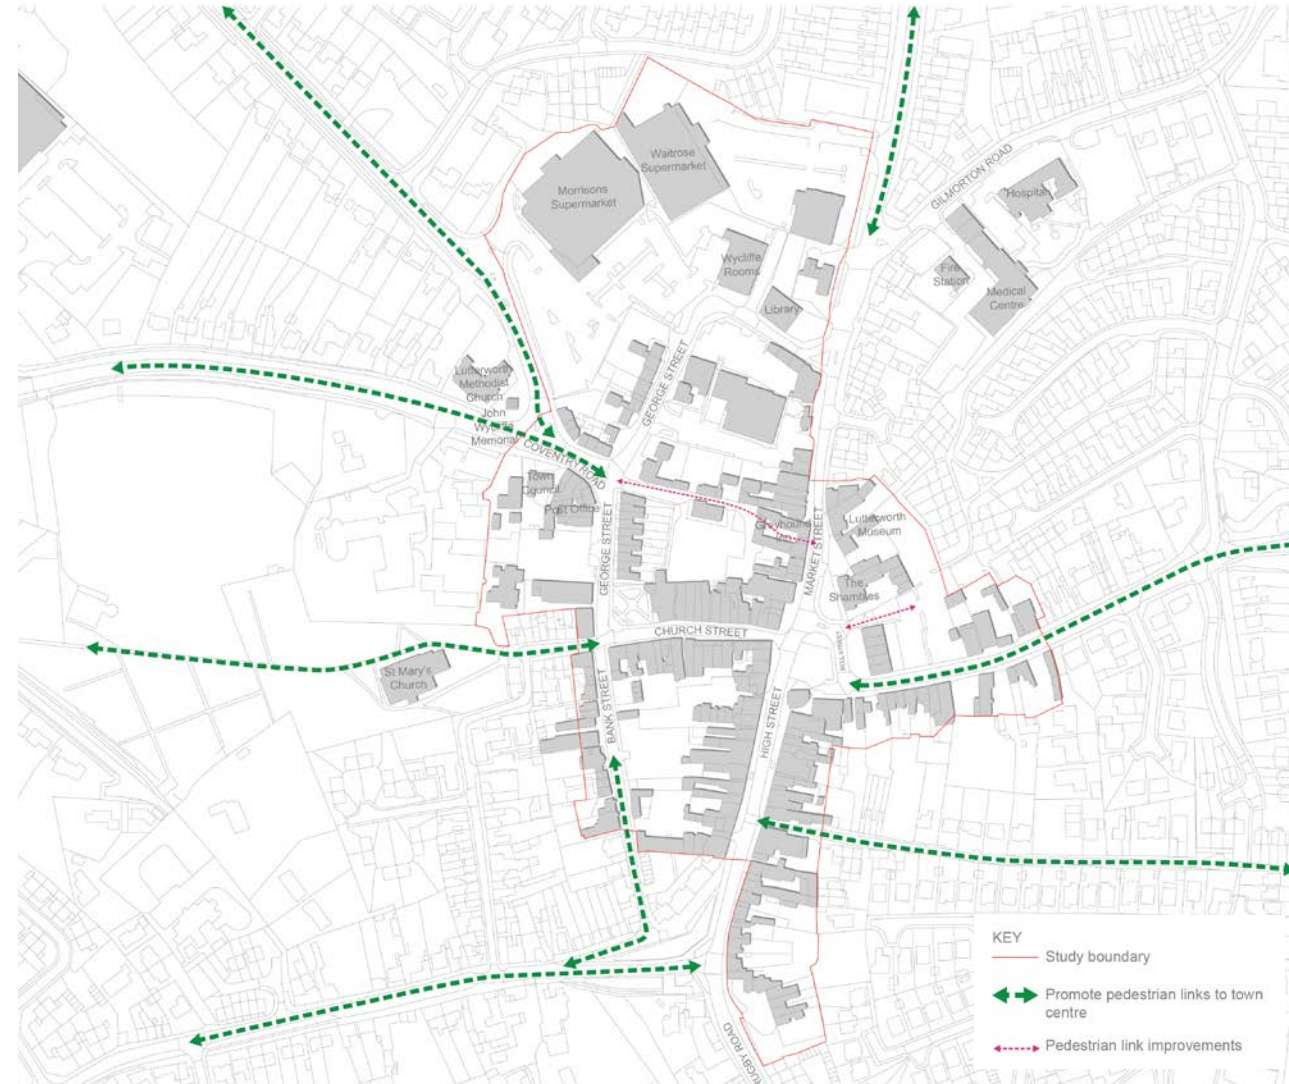 Waitrose
Supermarket
Morrisons
Supermarket
GILMORTON ROAD
Hospital
Wycliffe
Rooms
Fire
Station
Medical
Centre
Library
GEORGE STREET
Lutterworth
Methodist
Church
John
Wycliffe
Memorial
COVENTRY ROAD
Town
Council
Post Office
GEORGE STREET
Greyhound
Inn
MARKET STREET
Lutterworth
Museum
The
Shambles
CHURCH STREET
BELL STREET
St Mary's
Church
BANK STREET
HIGH STREET
RUGBY ROAD
KEY
Study boundary
Promote pedestrian links to town
centre
Pedestrian link improvements